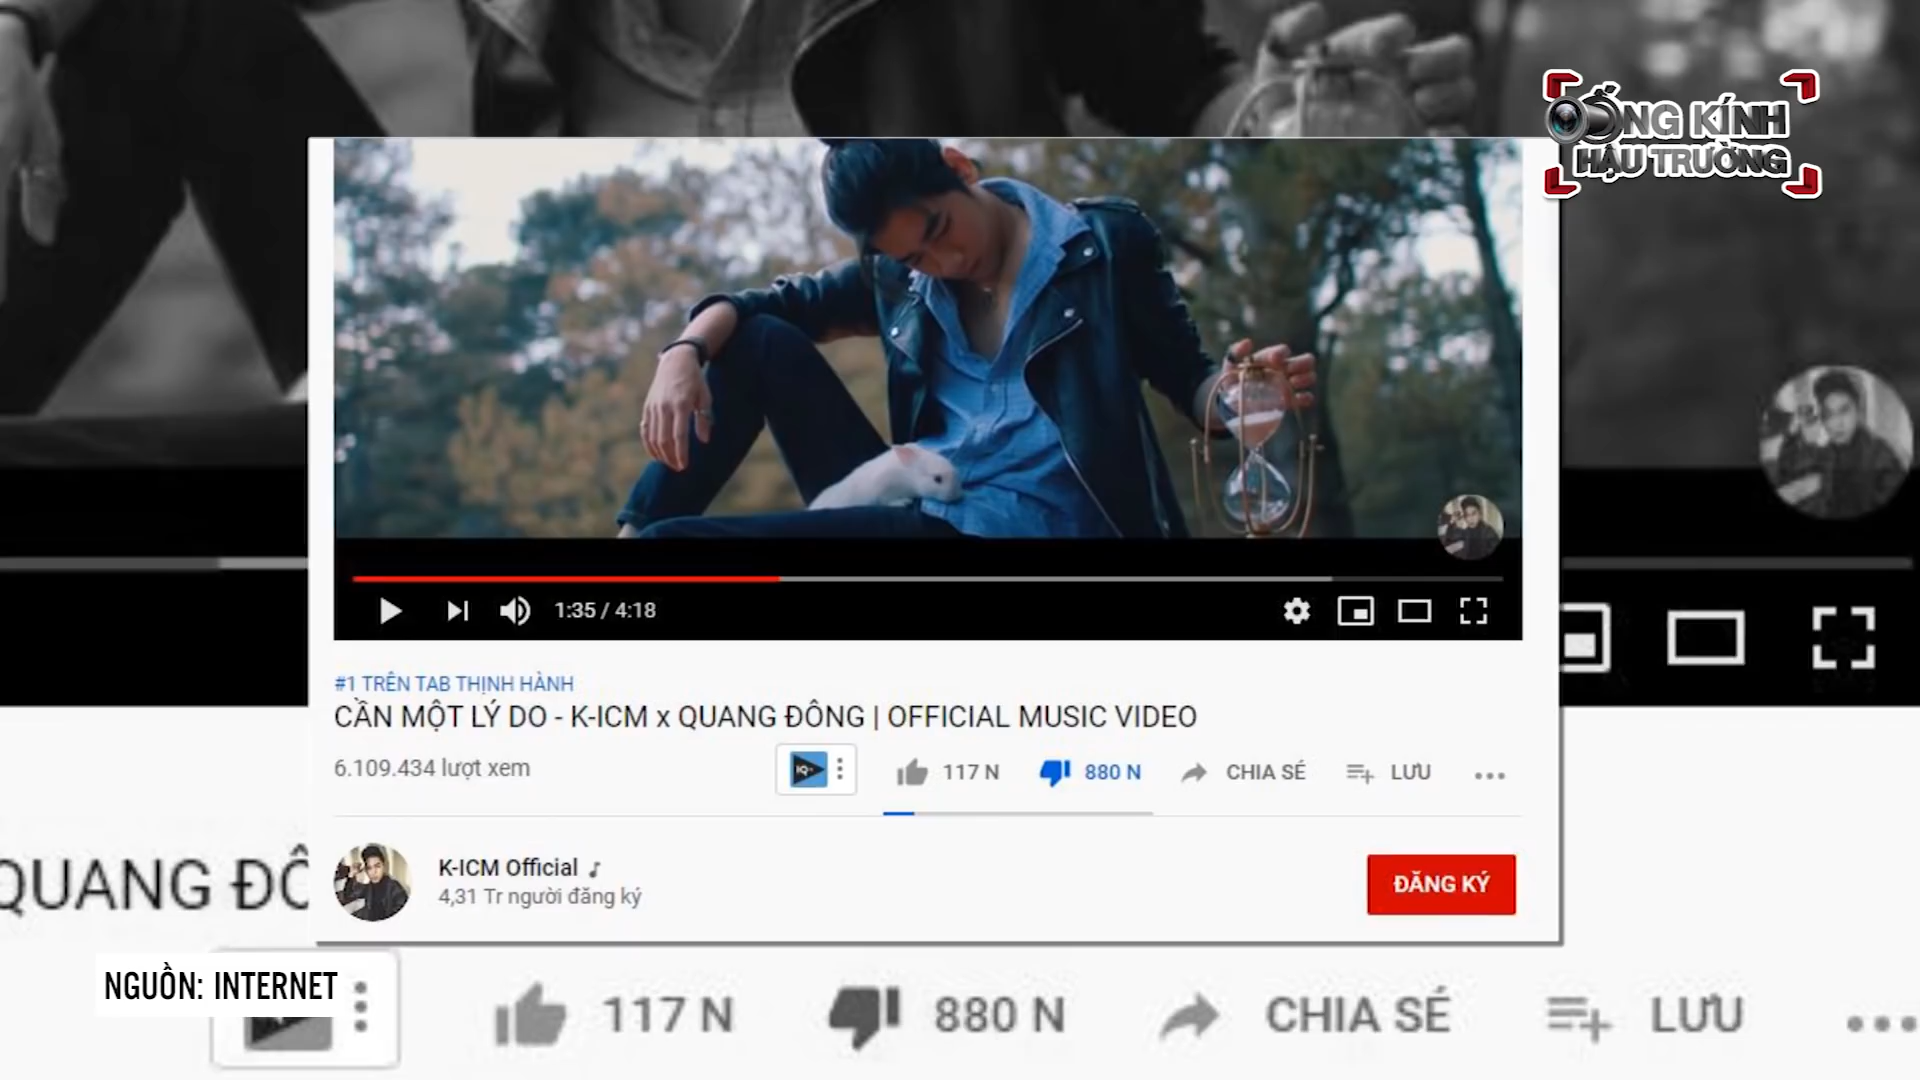 ỐNG KÍNH
HẬU TRƯỜNG
1:35 / 4:18
#1 TRÊN TAB THỊNH HÀNH
CẦN MỘT LÝ DO - K-ICM x QUANG ĐÔNG | OFFICIAL MUSIC VIDEO
6.109.434 lượt xem
IQ
117 N
880 N
CHIA SẺ
LƯU
K-ICM Official
4,31 Tr người đăng ký
ĐĂNG KÝ
QUANG ĐÔ
NGUỒN: INTERNET
117 N
880 N
CHIA SẺ
LƯU